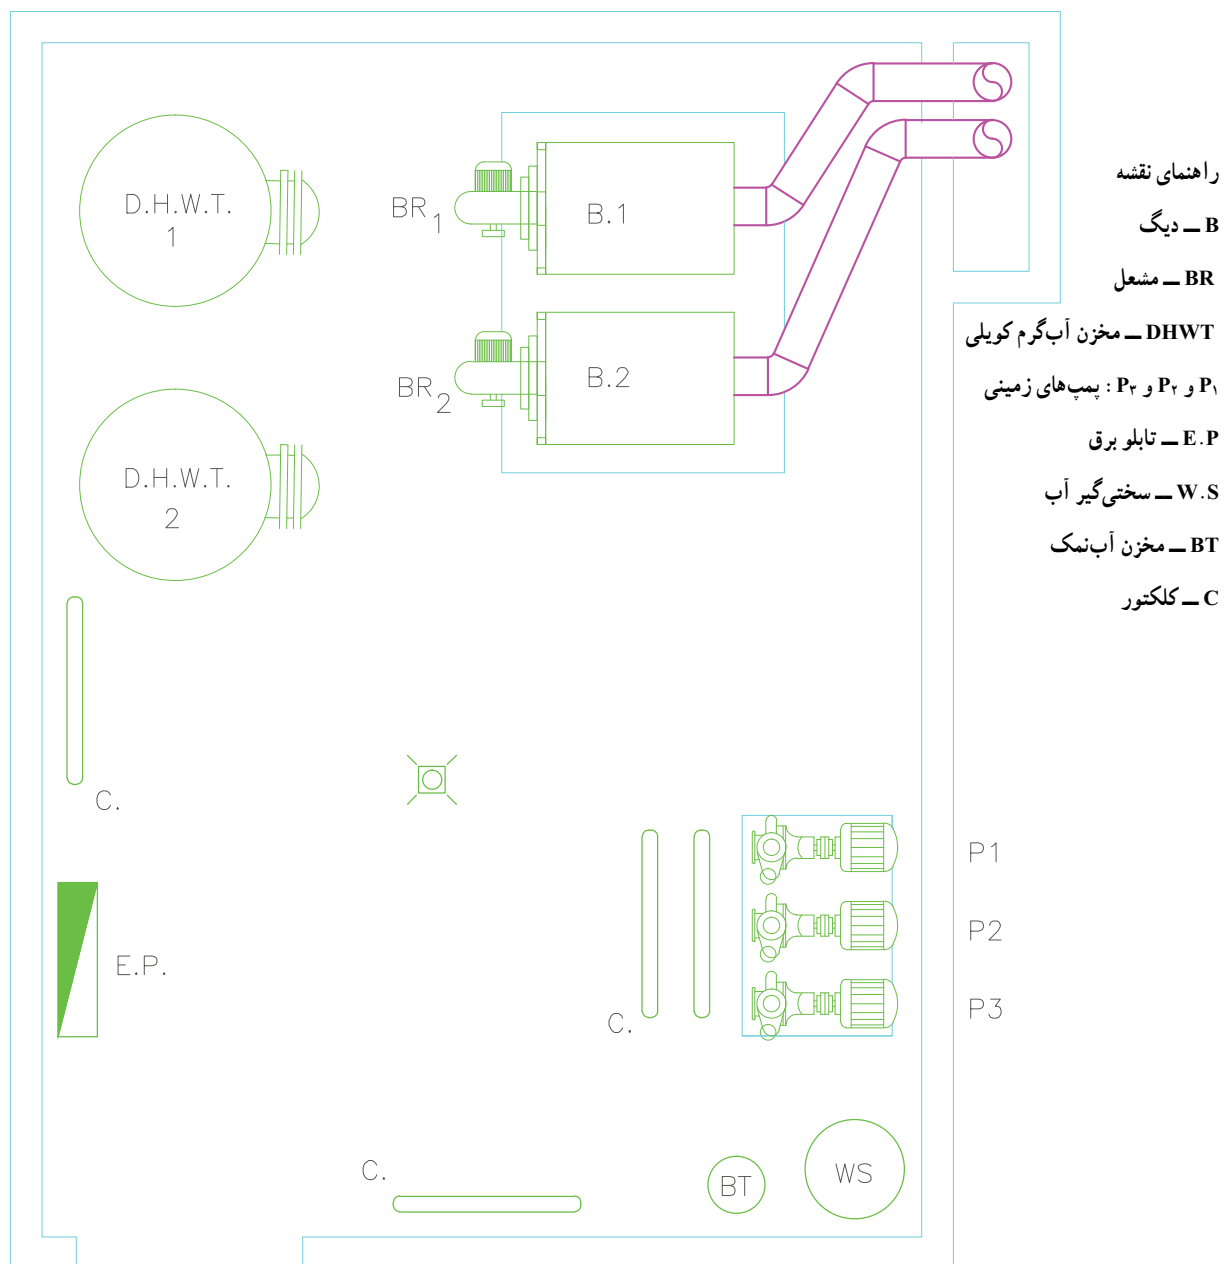 D.H.W.T.
1
BR1
B.1
D.H.W.T.
2
BR2
B.2
C.
E.P.
C.
P1
P2
P3
C.
BT
WS
راهنمای نقشه
B ــ دیگ
BR ــ مشعل
DHWT ــ مخزن آب‌گرم کویلی
P۱ و P۲ و P۳ : پمپ‌های زمینی
E.P ــ تابلو برق
W.S ــ سختی‌گیر آب
BT ــ مخزن آب‌نمک
C ــ کلکتور